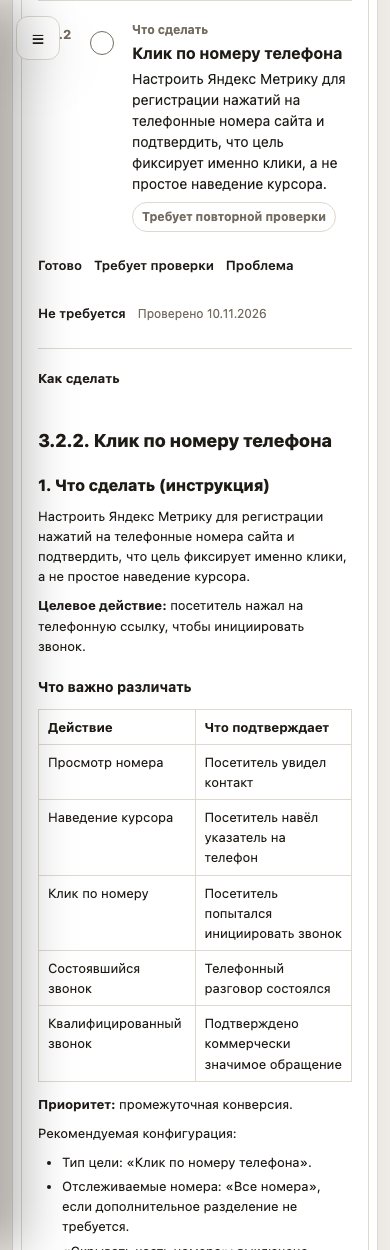 ☰
.2
Что сделать
Клик по номеру телефона
Настроить Яндекс Метрику для
регистрации нажатий на
телефонные номера сайта и
подтвердить, что цель
фиксирует именно клики, а не
простое наведение курсора.
Требует повторной проверки
Готово Требует проверки Проблема
Не требуется Проверено 10.11.2026
Как сделать
3.2.2. Клик по номеру телефона
1. Что сделать (инструкция)
Настроить Яндекс Метрику для регистрации
нажатий на телефонные номера сайта и
подтвердить, что цель фиксирует именно клики,
а не простое наведение курсора.
Целевое действие: посетитель нажал на
телефонную ссылку, чтобы инициировать
звонок.
Что важно различать
Действие Что подтверждает
Просмотр номера Посетитель увидел
контакт
Наведение курсора Посетитель навёл
указатель на
телефон
Клик по номеру Посетитель
попытался
инициировать звонок
Состоявшийся Телефонный
звонок разговор состоялся
Квалифицированный Подтверждено
звонок коммерчески
значимое обращение
Приоритет: промежуточная конверсия.
Рекомендуемая конфигурация:
• Тип цели: «Клик по номеру телефона».
• Отслеживаемые номера: «Все номера»,
если дополнительное разделение не
требуется.